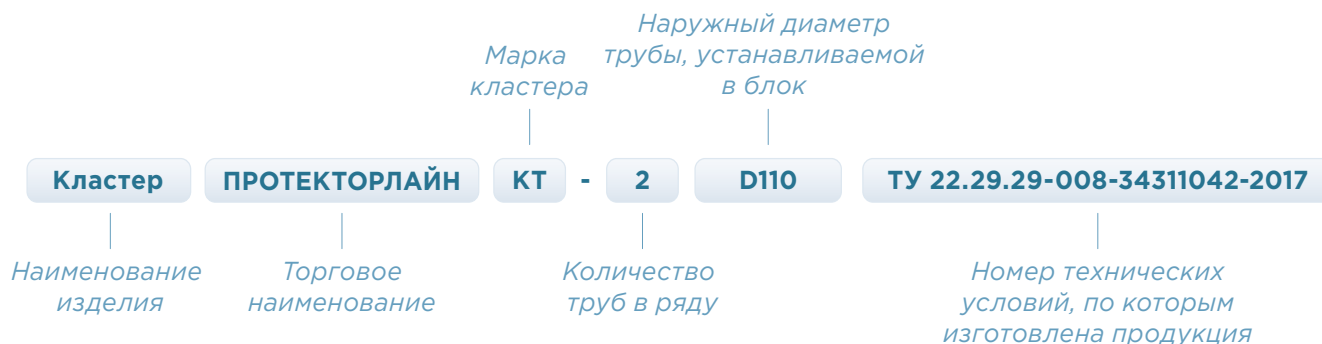 Наружный диаметр
трубы, устанавливаемой
в блок
Марка
кластера
Кластер ПРОТЕКТОРЛАЙН КТ - 2 D110 ТУ 22.29.29-008-34311042-2017
Наименование
изделия
Торговое
наименование
Количество
труб в ряду
Номер технических
условий, по которым
изготовлена продукция